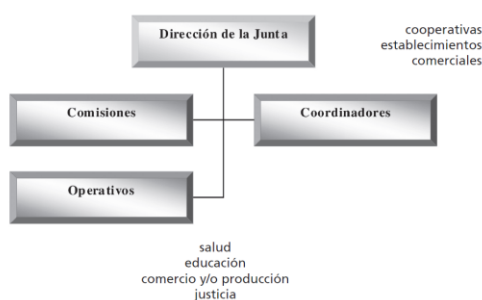 Dirección de la Junta
cooperativas
establecimientos
comerciales
Comisiones
Coordinadores
Operativos
salud
educación
comercio y/o producción
justicia